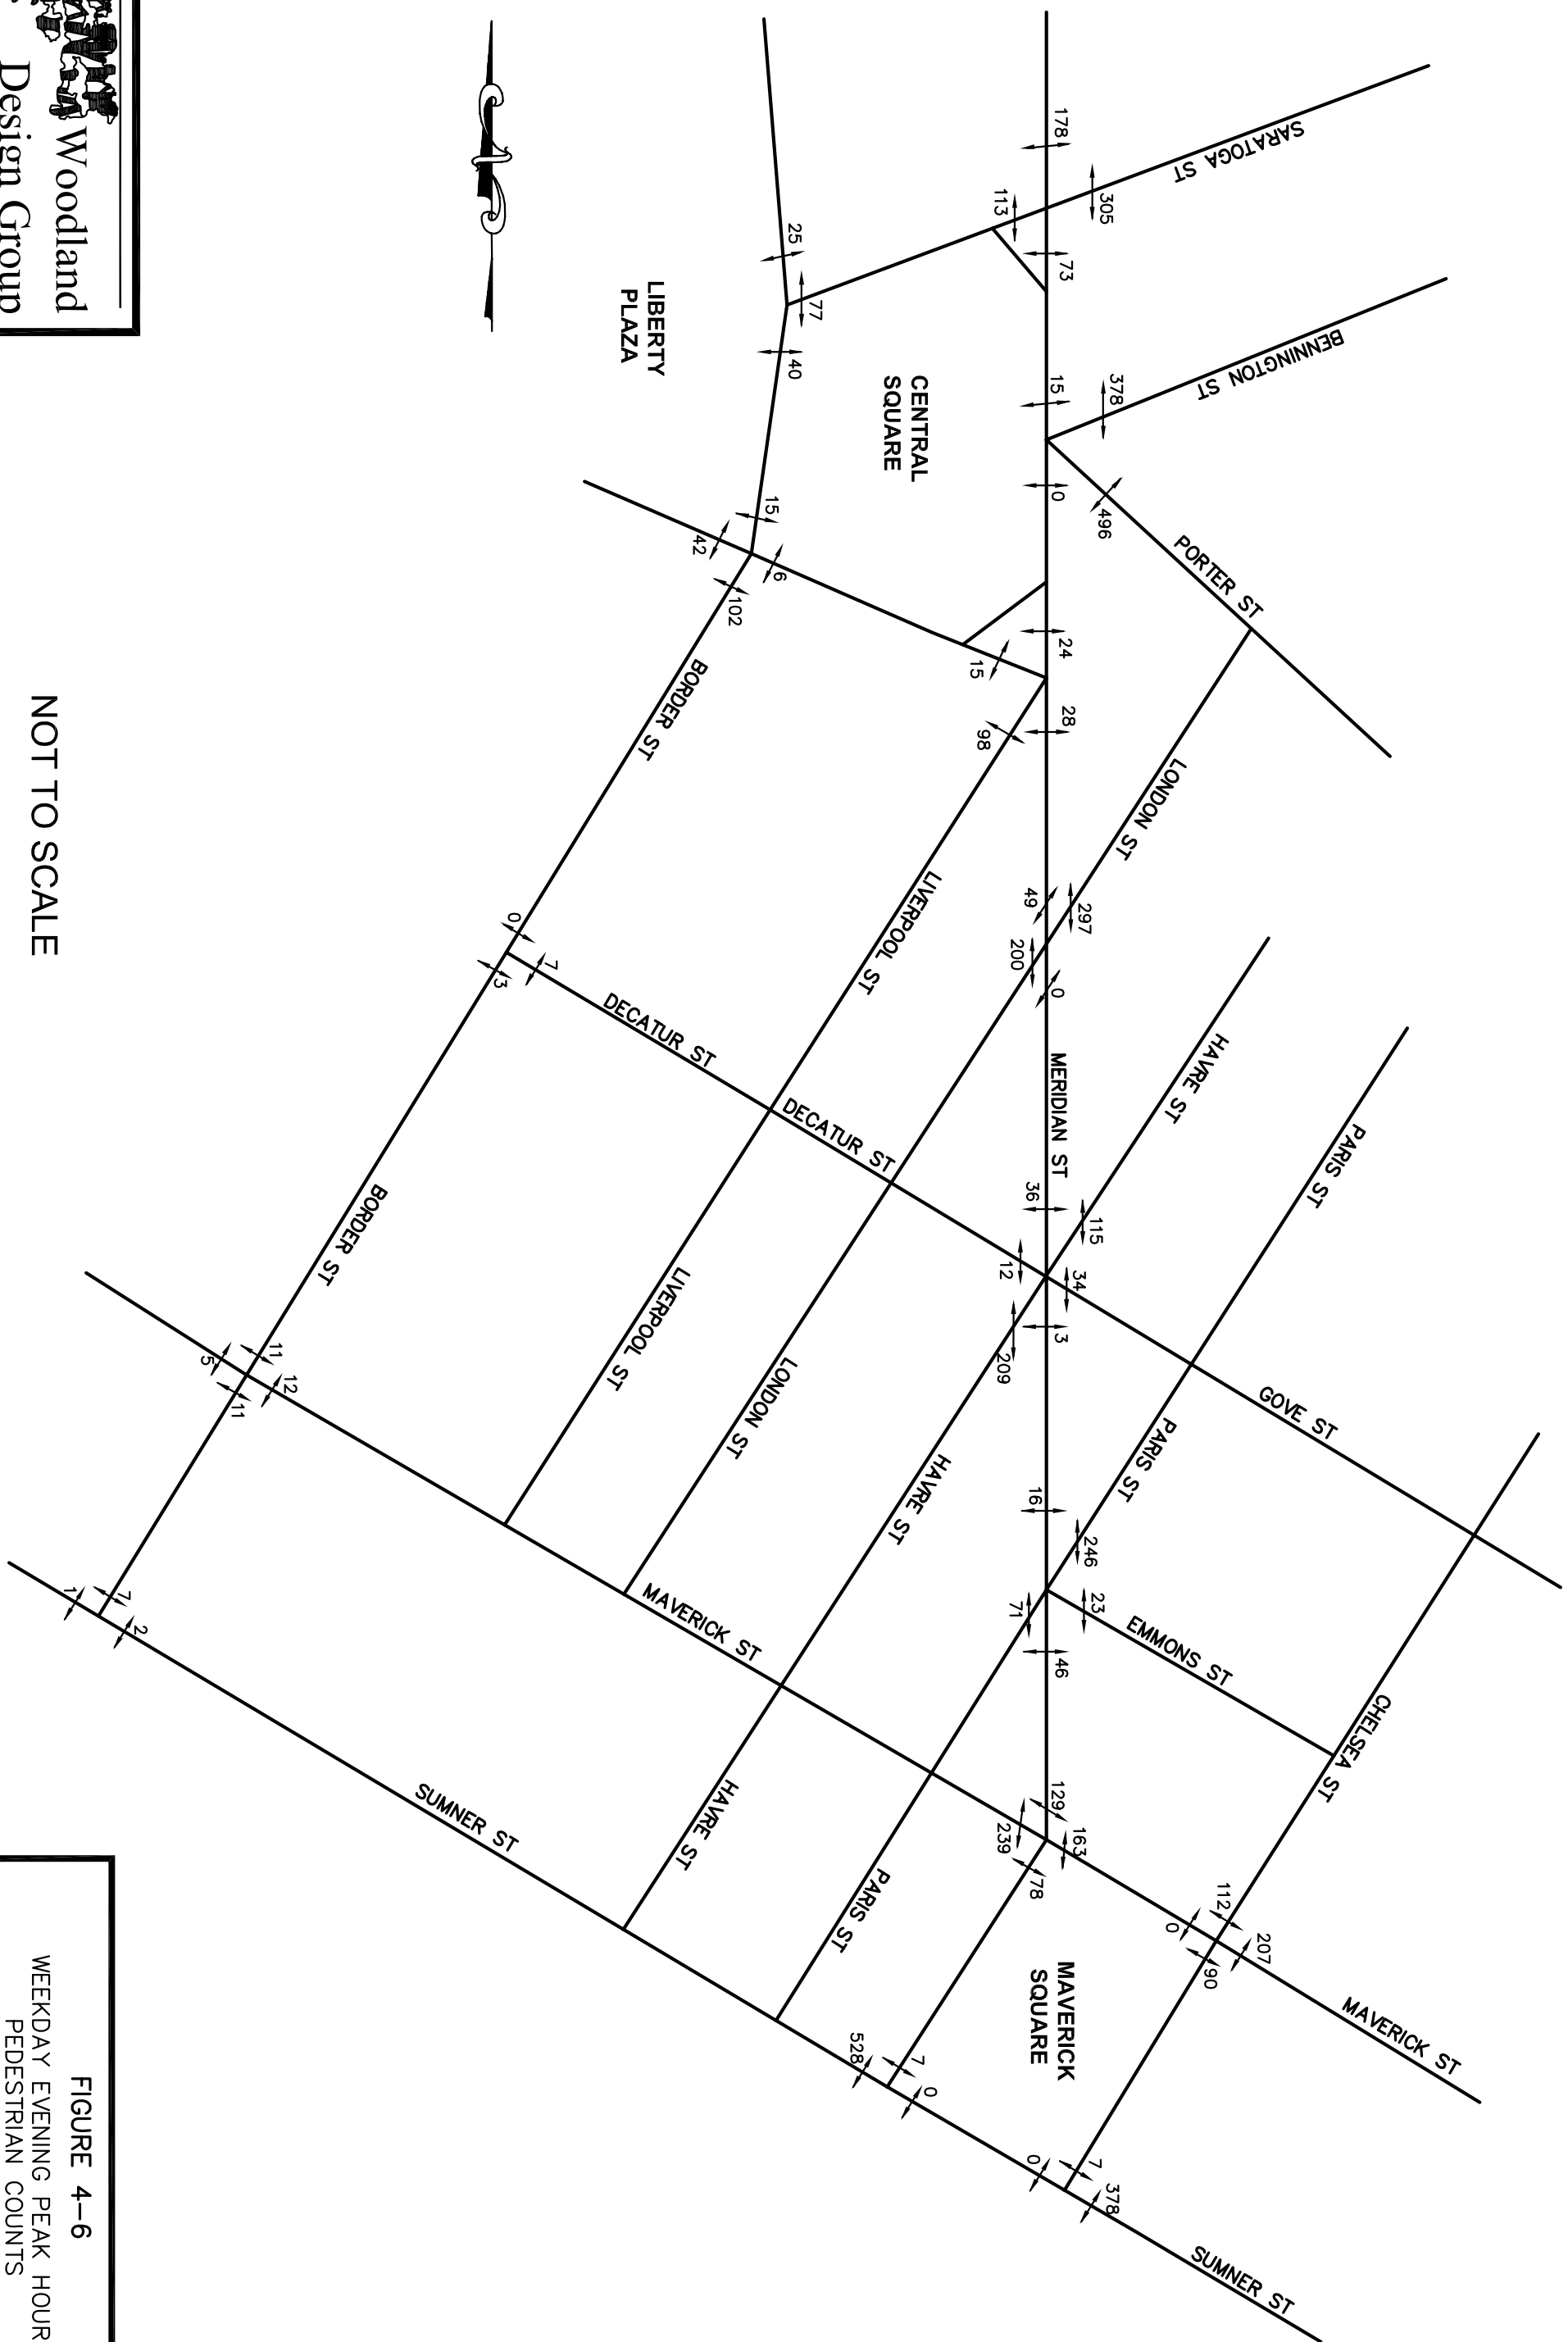 SARATOGA ST
178
305
113
73
BENNINGTON ST
25
77
LIBERTY
PLAZA
40
CENTRAL
SQUARE
15
378
0
496
PORTER ST
15
42
6
102
24
15
28
98
BORDER ST
LONDON ST
LIVERPOOL ST
49
297
200
0
0
7
3
DECATUR ST
DECATUR ST
MERIDIAN ST
HAVRE ST
PARIS ST
36
115
12
34
3
209
BORDER ST
LIVERPOOL ST
LONDON ST
HAVRE ST
PARIS ST
GOVE ST
11
12
5
11
16
246
23
71
46
EMMONS ST
CHELSEA ST
MAVERICK ST
7
1
2
SUMNER ST
HAVRE ST
PARIS ST
129
163
239
78
112
207
0
90
MAVERICK
SQUARE
MAVERICK ST
528
7
0
0
7
378
SUMNER ST
Woodland
Design Group
NOT TO SCALE
FIGURE 4-6
WEEKDAY EVENING PEAK HOUR
PEDESTRIAN COUNTS